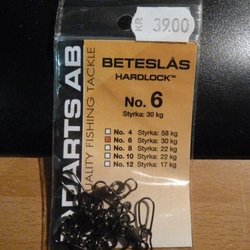 39.00
BETESLÅS
HARDLOCK™
No. 6
Styrka: 30 kg
No. 4 Styrka: 58 kg
No. 6 Styrka: 30 kg
No. 8 Styrka: 22 kg
No. 10 Styrka: 22 kg
No. 12 Styrka: 17 kg
DARTS AB
QUALITY FISHING TACKLE